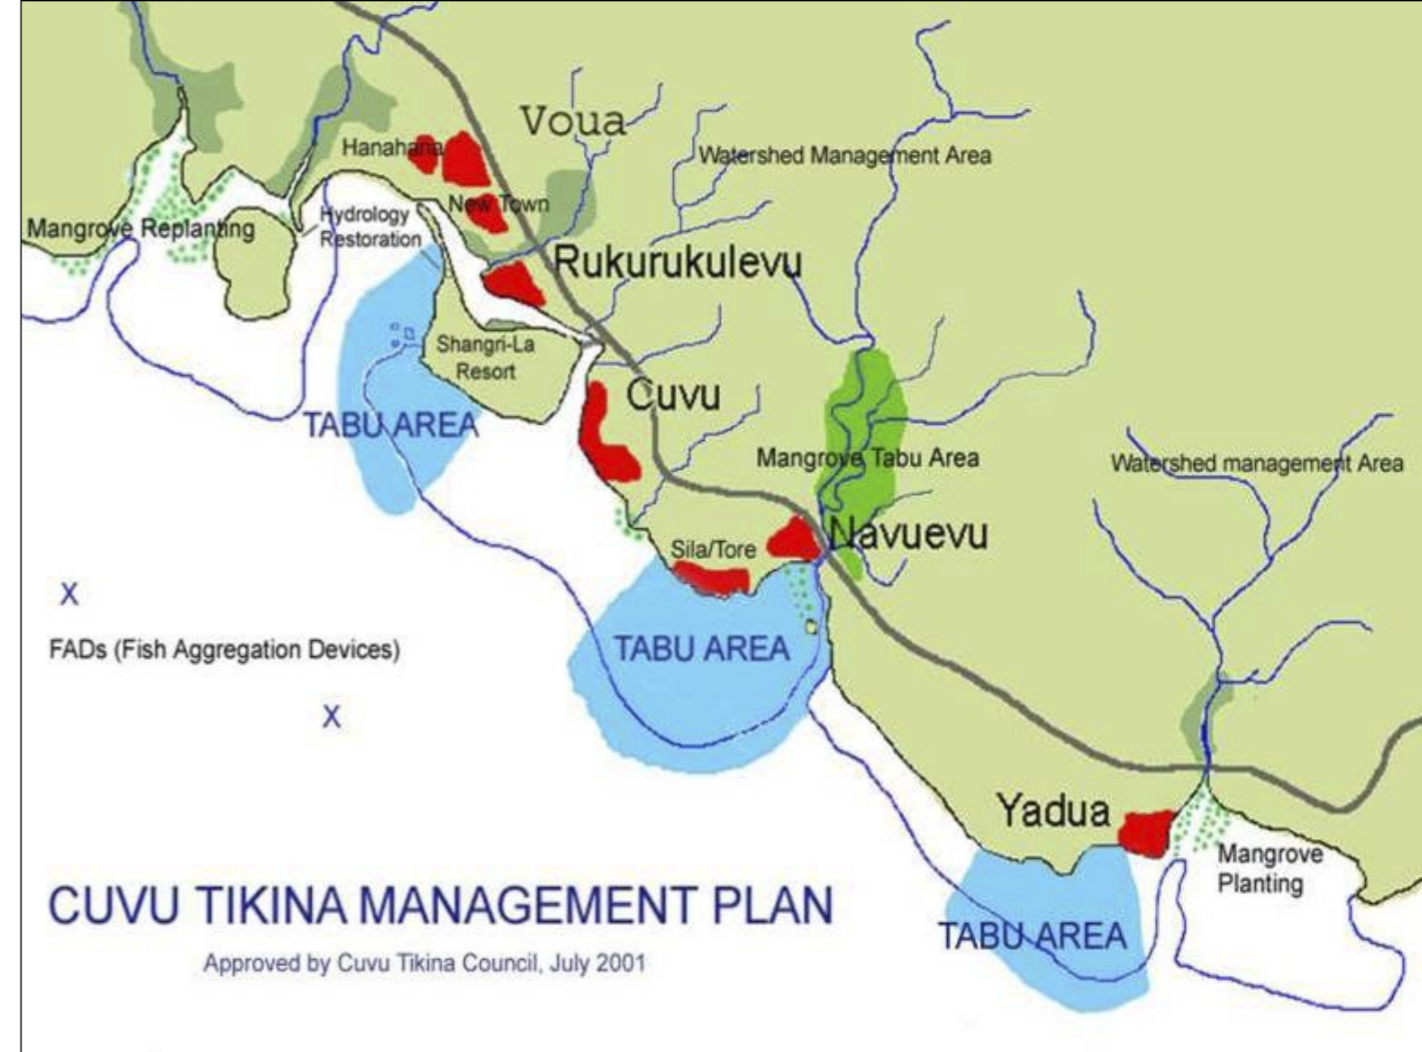 Voua
Hanahana
Watershed Management Area
New Town
Hydrology
Restoration
Mangrove Replanting
Rukurukulevu
Shangri-La
Resort
Cuvu
TABU AREA
Mangrove Tabu Area
Watershed management Area
Navuevu
Sila/Tore
X
FADs (Fish Aggregation Devices)
TABU AREA
X
Yadua
Mangrove
Planting
CUVU TIKINA MANAGEMENT PLAN
TABU AREA
Approved by Cuvu Tikina Council, July 2001